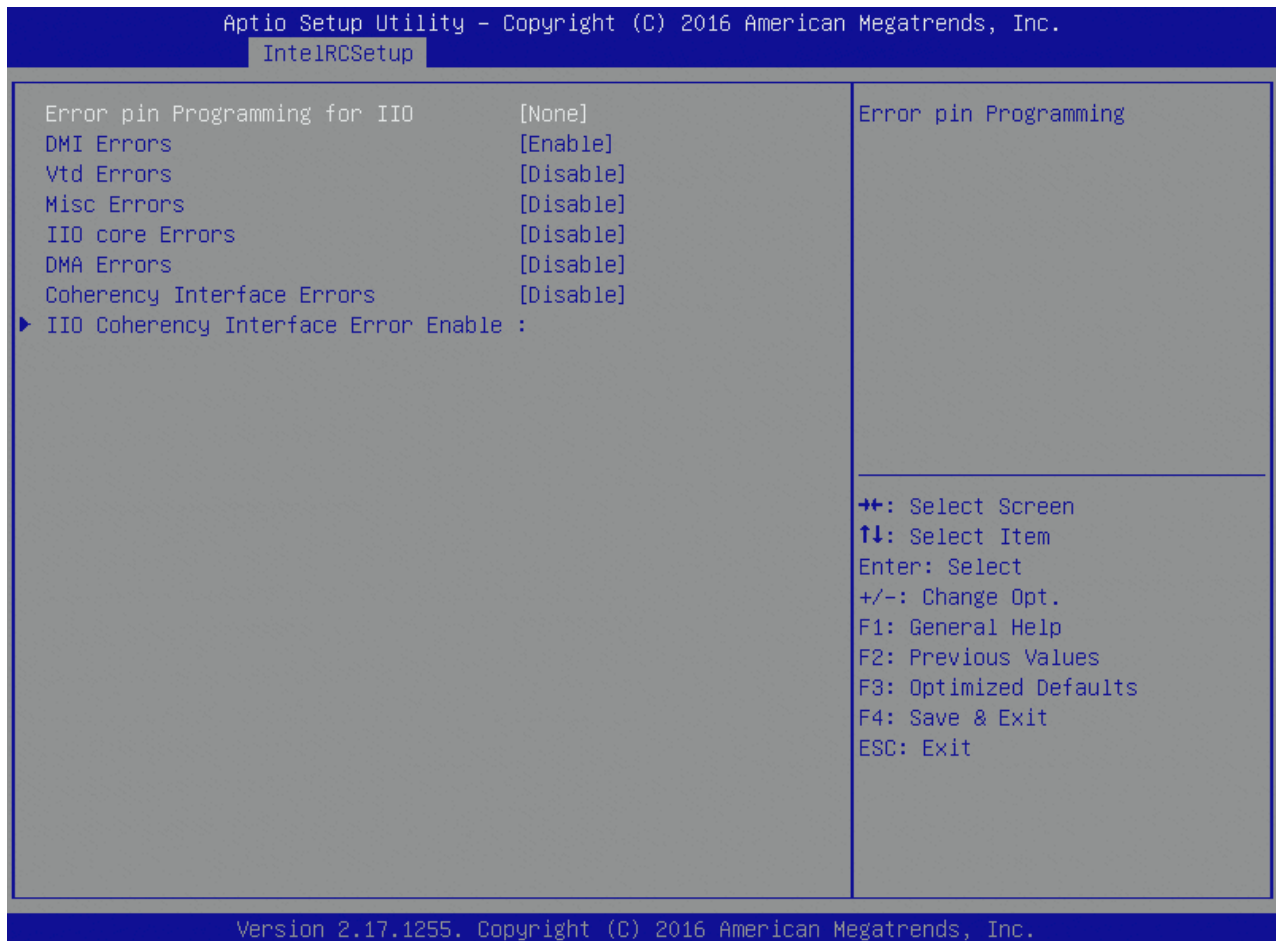 Aptio Setup Utility – Copyright (C) 2016 American Megatrends, Inc.
IntelRCSetup
Error pin Programming for IIO [None]
DMI Errors [Enable]
Vtd Errors [Disable]
Misc Errors [Disable]
IIO core Errors [Disable]
DMA Errors [Disable]
Coherency Interface Errors [Disable]
▶ IIO Coherency Interface Error Enable :
Error pin Programming
→←: Select Screen
↑↓: Select Item
Enter: Select
+/-: Change Opt.
F1: General Help
F2: Previous Values
F3: Optimized Defaults
F4: Save & Exit
ESC: Exit
Version 2.17.1255. Copyright (C) 2016 American Megatrends, Inc.